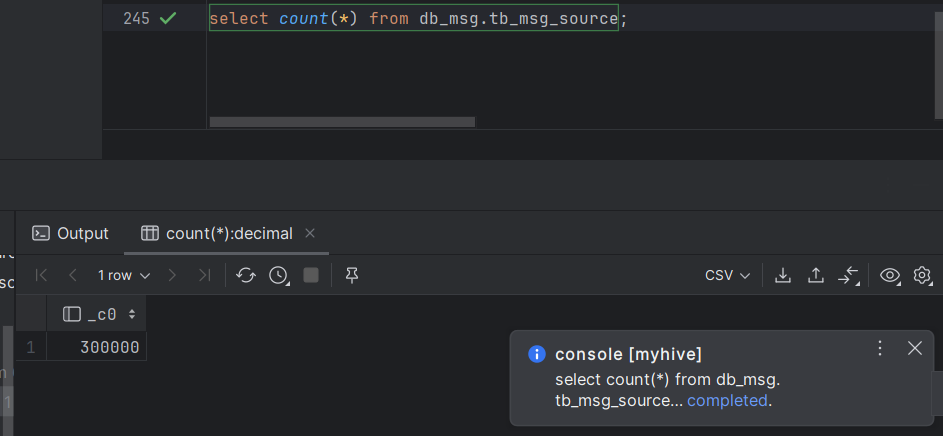 245 select count(*) from db_msg.tb_msg_source;
Output count(*):decimal
1 row CSV
_c0
1 300000
console [myhive]
select count(*) from db_msg.
tb_msg_source... completed.